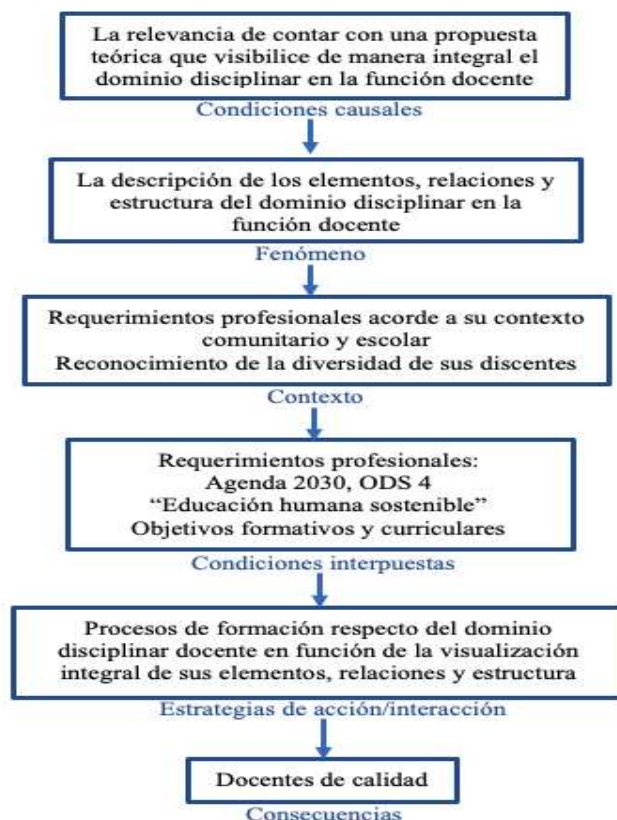 La relevancia de contar con una propuesta
teórica que visibilice de manera integral el
dominio disciplinar en la función docente
Condiciones causales
La descripción de los elementos, relaciones y
estructura del dominio disciplinar en la
función docente
Fenómeno
Requerimientos profesionales acorde a su contexto
comunitario y escolar
Reconocimiento de la diversidad de sus discentes
Contexto
Requerimientos profesionales:
Agenda 2030, ODS 4
“Educación humana sostenible”
Objetivos formativos y curriculares
Condiciones interpuestas
Procesos de formación respecto del dominio
disciplinar docente en función de la visualización
integral de sus elementos, relaciones y estructura
Estrategias de acción/interacción
Docentes de calidad
Consecuencias